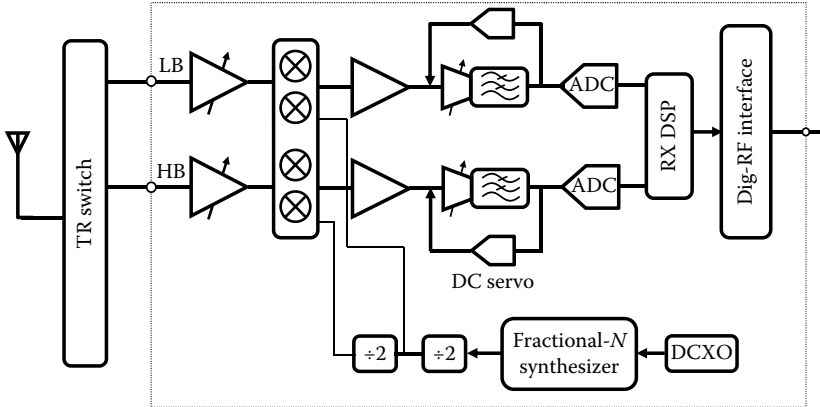 LB
HB
TR switch
ADC
ADC
RX DSP
Dig-RF interface
DC servo
÷2
÷2
Fractional-N
synthesizer
DCXO